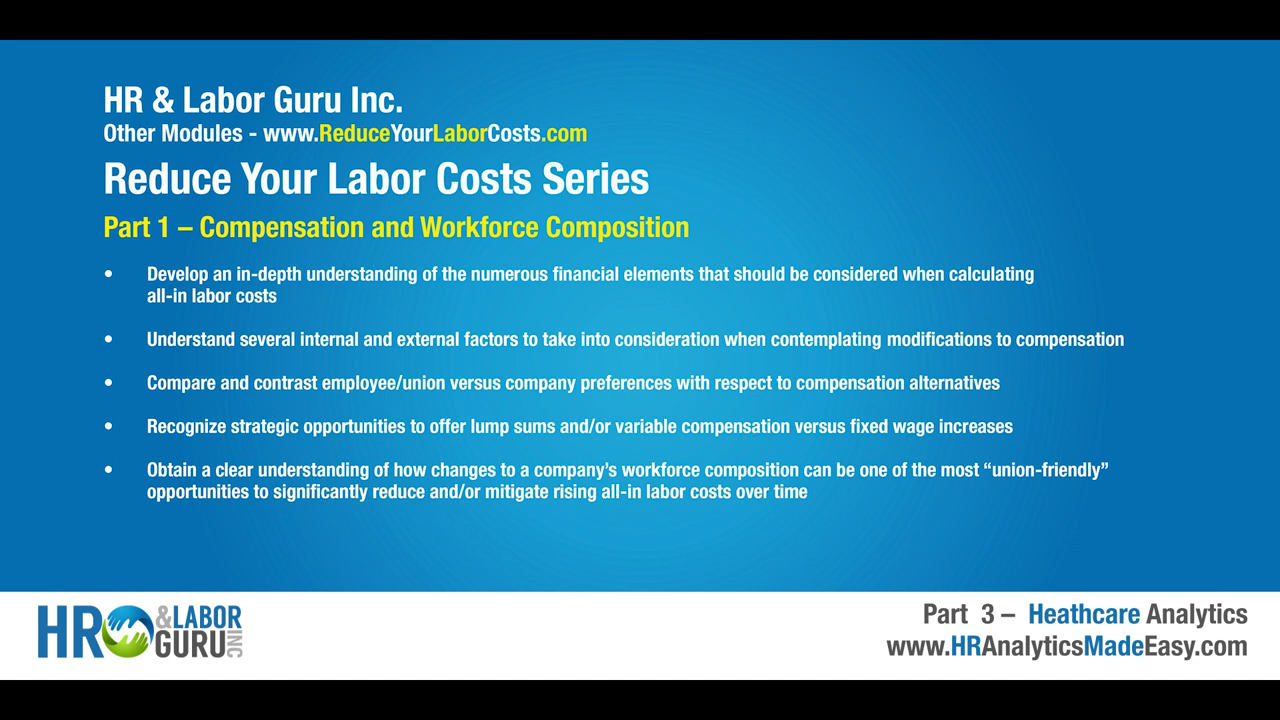 HR & Labor Guru Inc.
Other Modules - www.ReduceYourLaborCosts.com
Reduce Your Labor Costs Series
Part 1 – Compensation and Workforce Composition
• Develop an in-depth understanding of the numerous financial elements that should be considered when calculating
all-in labor costs
• Understand several internal and external factors to take into consideration when contemplating modifications to compensation
• Compare and contrast employee/union versus company preferences with respect to compensation alternatives
• Recognize strategic opportunities to offer lump sums and/or variable compensation versus fixed wage increases
• Obtain a clear understanding of how changes to a company’s workforce composition can be one of the most “union-friendly”
opportunities to significantly reduce and/or mitigate rising all-in labor costs over time
HR &LABOR
GURU INC
Part 3 – Heathcare Analytics
www.HRAnalyticsMadeEasy.com